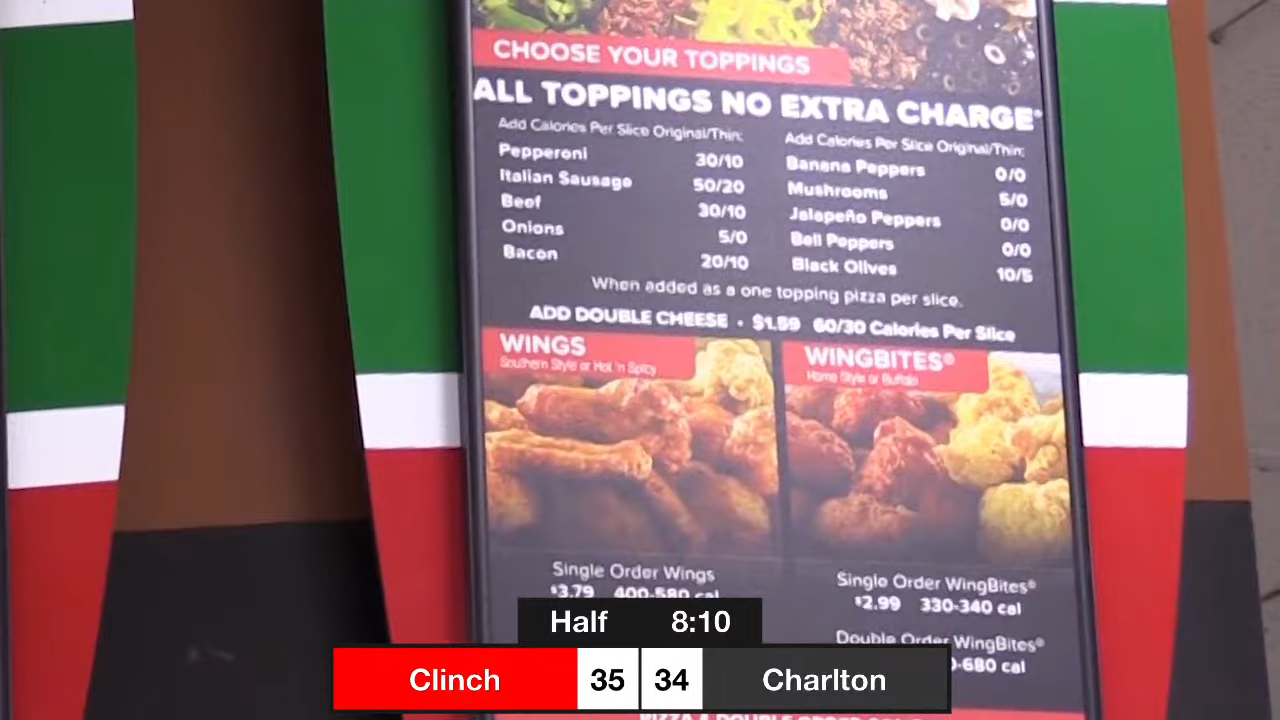 CHOOSE YOUR TOPPINGS
ALL TOPPINGS NO EXTRA CHARGE*
Add Calories Per Slice Original/Thin:
Pepperoni 30/10
Italian Sausage 50/20
Beef 30/10
Onions 5/0
Bacon 20/10
Add Calories Per Slice Original/Thin:
Banana Peppers 0/0
Mushrooms 5/0
Jalapeño Peppers 0/0
Bell Peppers 0/0
Black Olives 10/5
When added as a one topping pizza per slice.
ADD DOUBLE CHEESE • $1.59 60/30 Calories Per Slice
WINGS
Southern Style or Hot 'n Spicy
WINGBITES®
Home Style or Buffalo
Single Order Wings
$3.79 400-580 cal
Single Order WingBites®
$2.99 330-340 cal
Double Order WingBites®
0-680 cal
Half 8:10
Clinch 35 34 Charlton